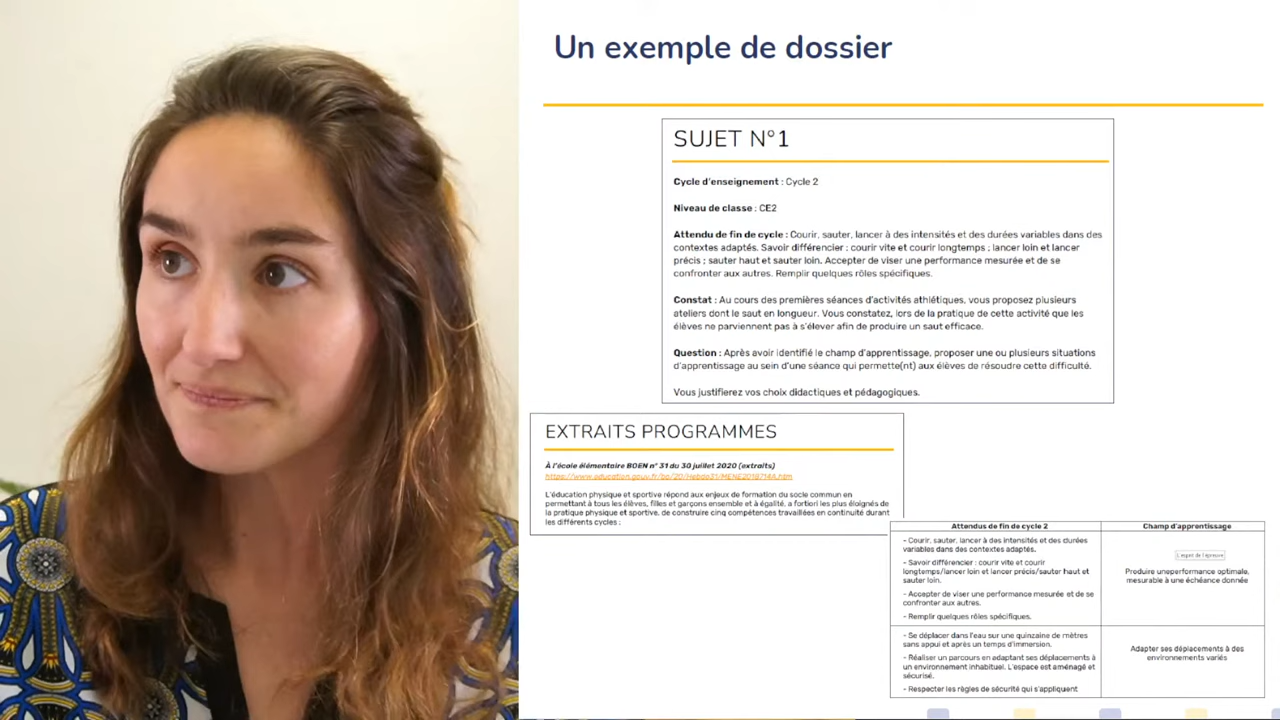 Un exemple de dossier
SUJET N°1
Cycle d'enseignement : Cycle 2
Niveau de classe : CE2
Attendu de fin de cycle : Courir, sauter, lancer à des intensités et des durées variables dans des
contextes adaptés. Savoir différencier : courir vite et courir longtemps ; lancer loin et lancer
précis ; sauter haut et sauter loin. Accepter de viser une performance mesurée et de se
confronter aux autres. Remplir quelques rôles spécifiques.
Constat : Au cours des premières séances d'activités athlétiques, vous proposez plusieurs
ateliers dont le saut en longueur. Vous constatez, lors de la pratique de cette activité que les
élèves ne parviennent pas à s'élever afin de produire un saut efficace.
Question : Après avoir identifié le champ d'apprentissage, proposer une ou plusieurs situations
d'apprentissage au sein d'une séance qui permette(nt) aux élèves de résoudre cette difficulté.
Vous justifierez vos choix didactiques et pédagogiques.
EXTRAITS PROGRAMMES
À l'école élémentaire BOEN n° 31 du 30 juillet 2020 (extraits)
https://www.education.gouv.fr/bo/20/Hebdo31/MENE2018714A.htm
L'éducation physique et sportive répond aux enjeux de formation du socle commun en
permettant à tous les élèves, filles et garçons ensemble et à égalité, a fortiori les plus éloignés de
la pratique physique et sportive, de construire cinq compétences travaillées en continuité durant
les différents cycles :
Attendus de fin de cycle 2
Champ d'apprentissage
- Courir, sauter, lancer à des intensités et des durées
variables dans des contextes adaptés.
- Savoir différencier : courir vite et courir
longtemps/lancer loin et lancer précis/sauter haut et
sauter loin.
- Accepter de viser une performance mesurée et de se
confronter aux autres.
- Remplir quelques rôles spécifiques.
Produire uneperformance optimale,
mesurable à une échéance donnée
- Se déplacer dans l'eau sur une quinzaine de mètres
sans appui et après un temps d'immersion.
- Réaliser un parcours en adaptant ses déplacements à
un environnement inhabituel. L'espace est aménagé et
sécurisé.
- Respecter les règles de sécurité qui s'appliquent
Adapter ses déplacements à des
environnements variés